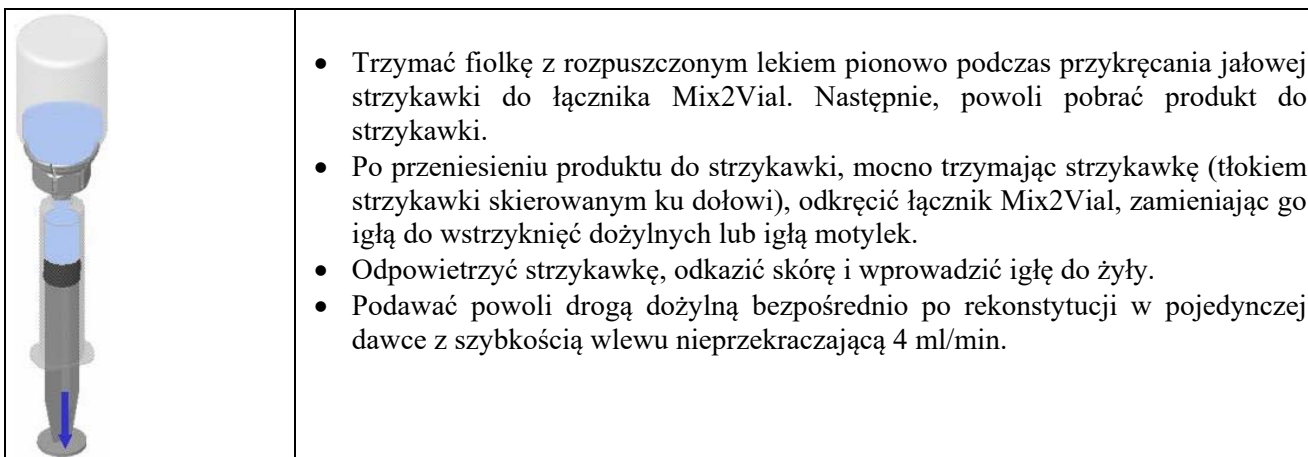 • Trzymać fiolkę z rozpuszczonym lekiem pionowo podczas przykręcania jałowej
strzykawki do łącznika Mix2Vial. Następnie, powoli pobrać produkt do
strzykawki.
• Po przeniesieniu produktu do strzykawki, mocno trzymając strzykawkę (tłokiem
strzykawki skierowanym ku dołowi), odkręcić łącznik Mix2Vial, zamieniając go
igłą do wstrzyknięć dożylnych lub igłą motylek.
• Odpowietrzyć strzykawkę, odkazić skórę i wprowadzić igłę do żyły.
• Podawać powoli drogą dożylną bezpośrednio po rekonstytucji w pojedynczej
dawce z szybkością wlewu nieprzekraczającą 4 ml/min.